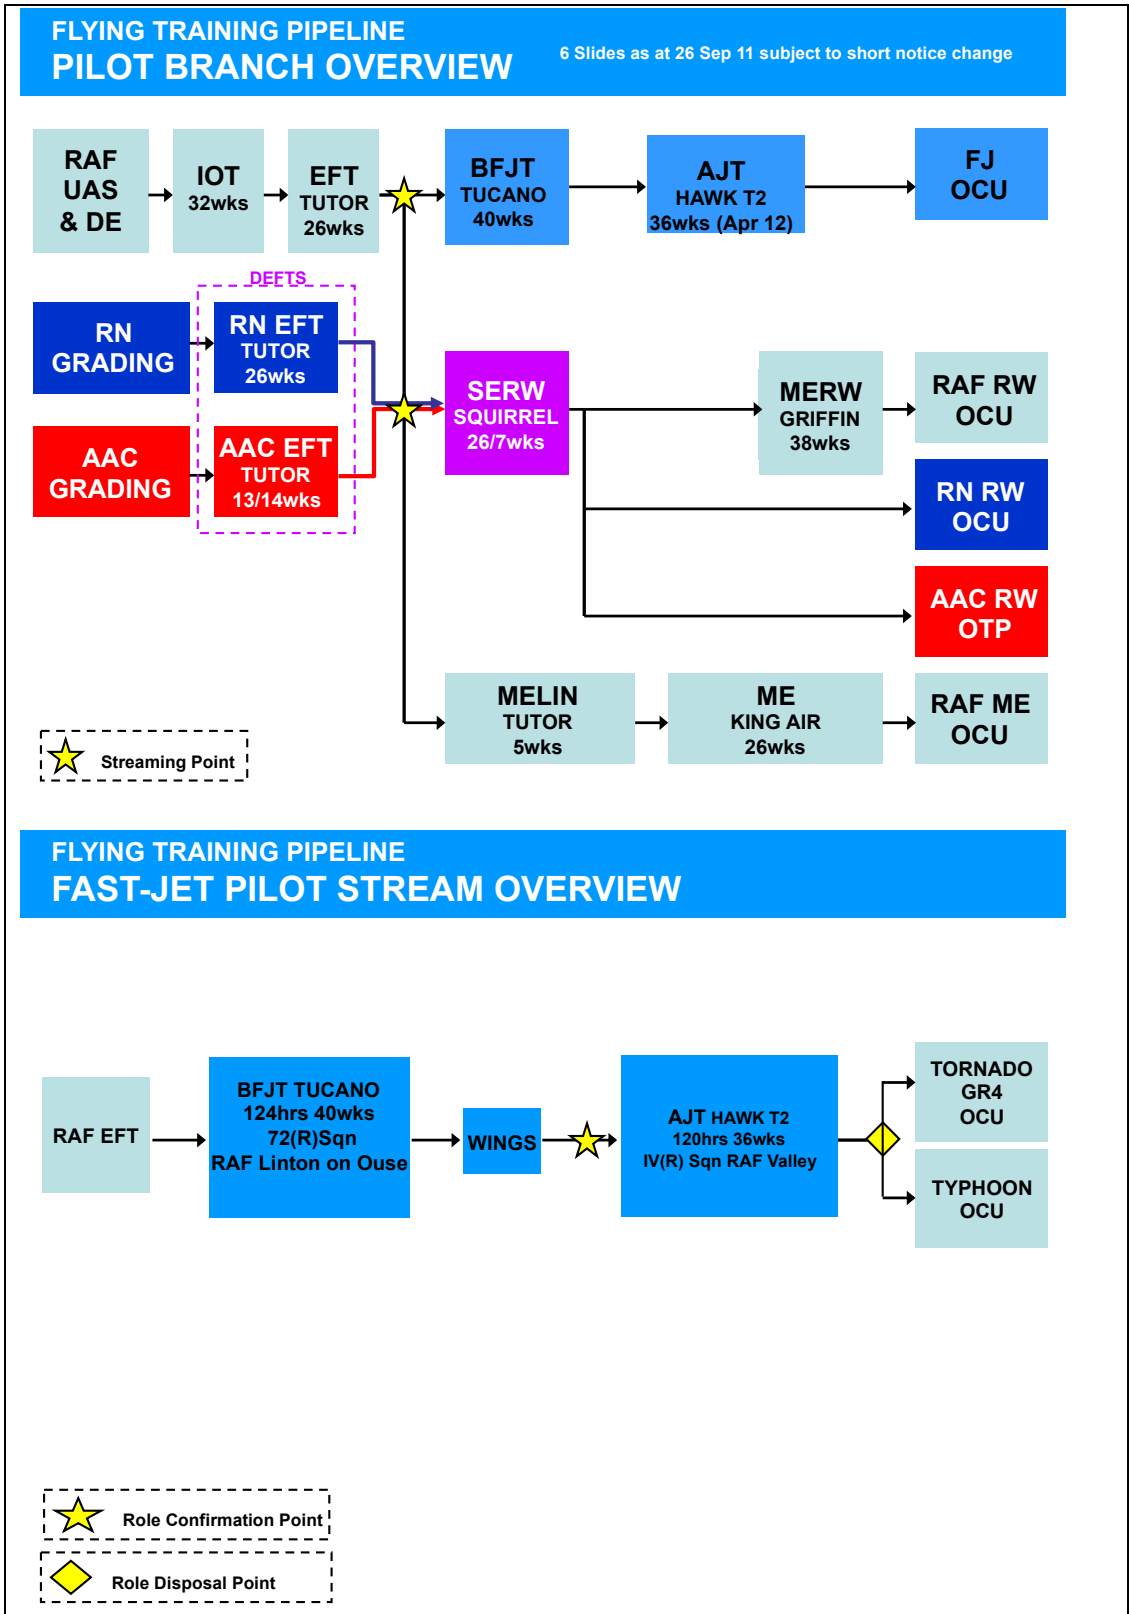 FLYING TRAINING PIPELINE
PILOT BRANCH OVERVIEW
6 Slides as at 26 Sep 11 subject to short notice change
RAF
UAS
& DE
IOT
32wks
EFT
TUTOR
26wks
BFJT
TUCANO
40wks
AJT
HAWK T2
36wks (Apr 12)
FJ
OCU
DEFTS
RN
GRADING
RN EFT
TUTOR
26wks
AAC
GRADING
AAC EFT
TUTOR
13/14wks
SERW
SQUIRREL
26/7wks
MERW
GRIFFIN
38wks
RAF RW
OCU
RN RW
OCU
AAC RW
OTP
MELIN
TUTOR
5wks
ME
KING AIR
26wks
RAF ME
OCU
Streaming Point
FLYING TRAINING PIPELINE
FAST-JET PILOT STREAM OVERVIEW
RAF EFT
BFJT TUCANO
124hrs 40wks
72(R)Sqn
RAF Linton on Ouse
WINGS
AJT HAWK T2
120hrs 36wks
IV(R) Sqn RAF Valley
TORNADO
GR4
OCU
TYPHOON
OCU
Role Confirmation Point
Role Disposal Point